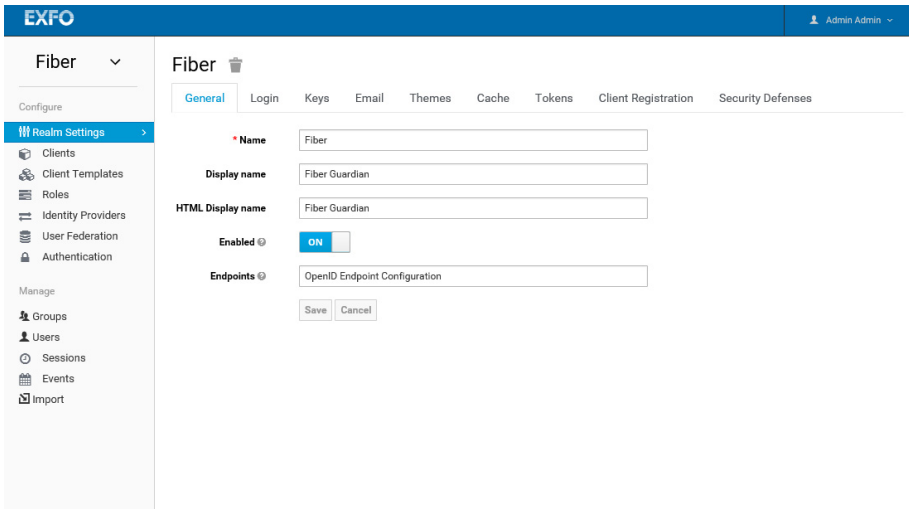 EXFO
Admin Admin
Fiber
Configure
Realm Settings
Clients
Client Templates
Roles
Identity Providers
User Federation
Authentication
Manage
Groups
Users
Sessions
Events
Import
Fiber
General Login Keys Email Themes Cache Tokens Client Registration Security Defenses
* Name Fiber
Display name Fiber Guardian
HTML Display name Fiber Guardian
Enabled ON
Endpoints OpenID Endpoint Configuration
Save Cancel